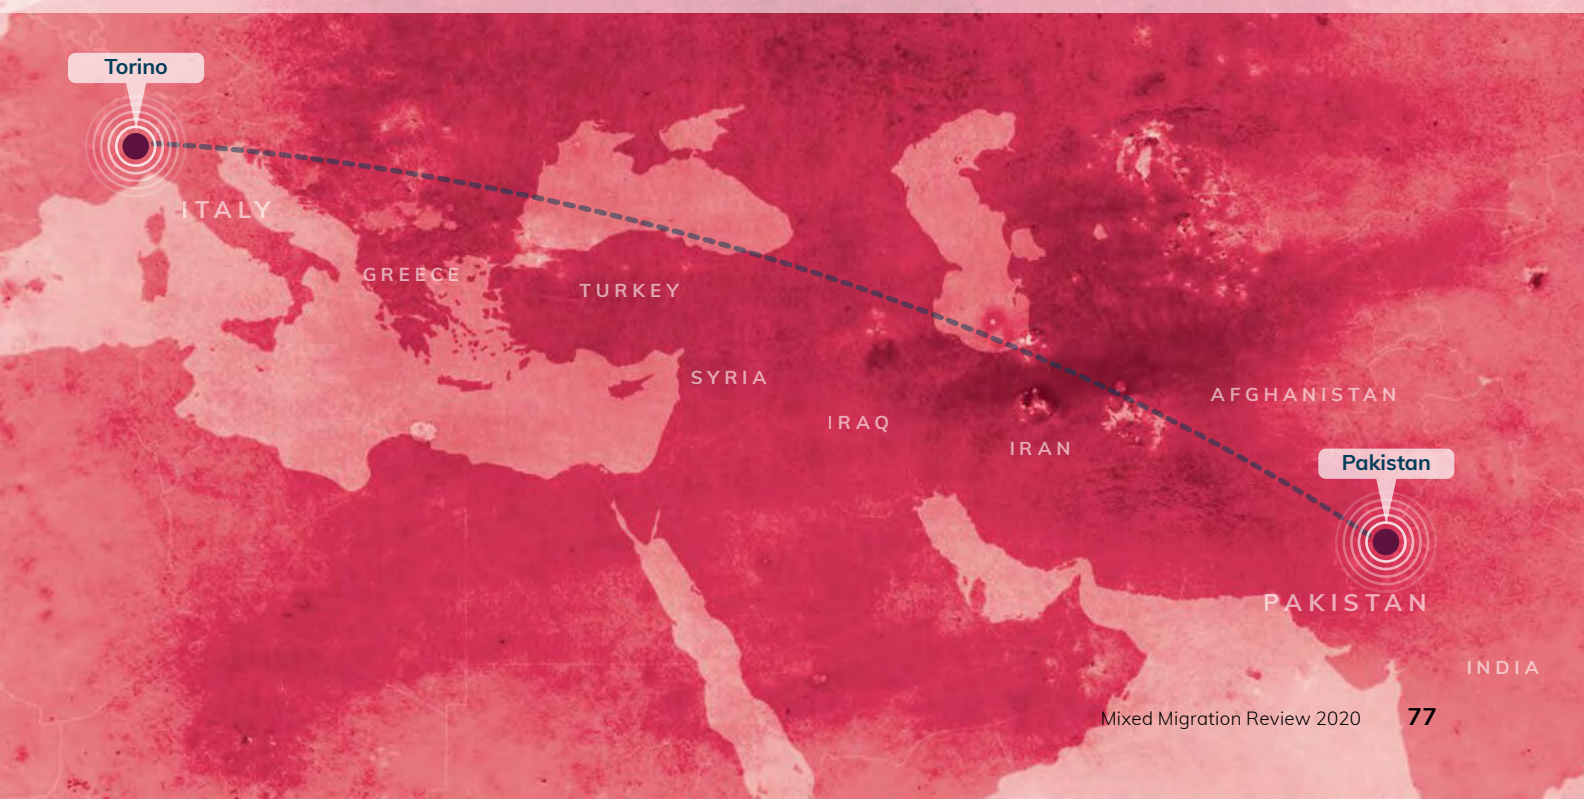 Torino
ITALY
GREECE
TURKEY
SYRIA
IRAQ
IRAN
AFGHANISTAN
Pakistan
PAKISTAN
INDIA
Mixed Migration Review 2020 77